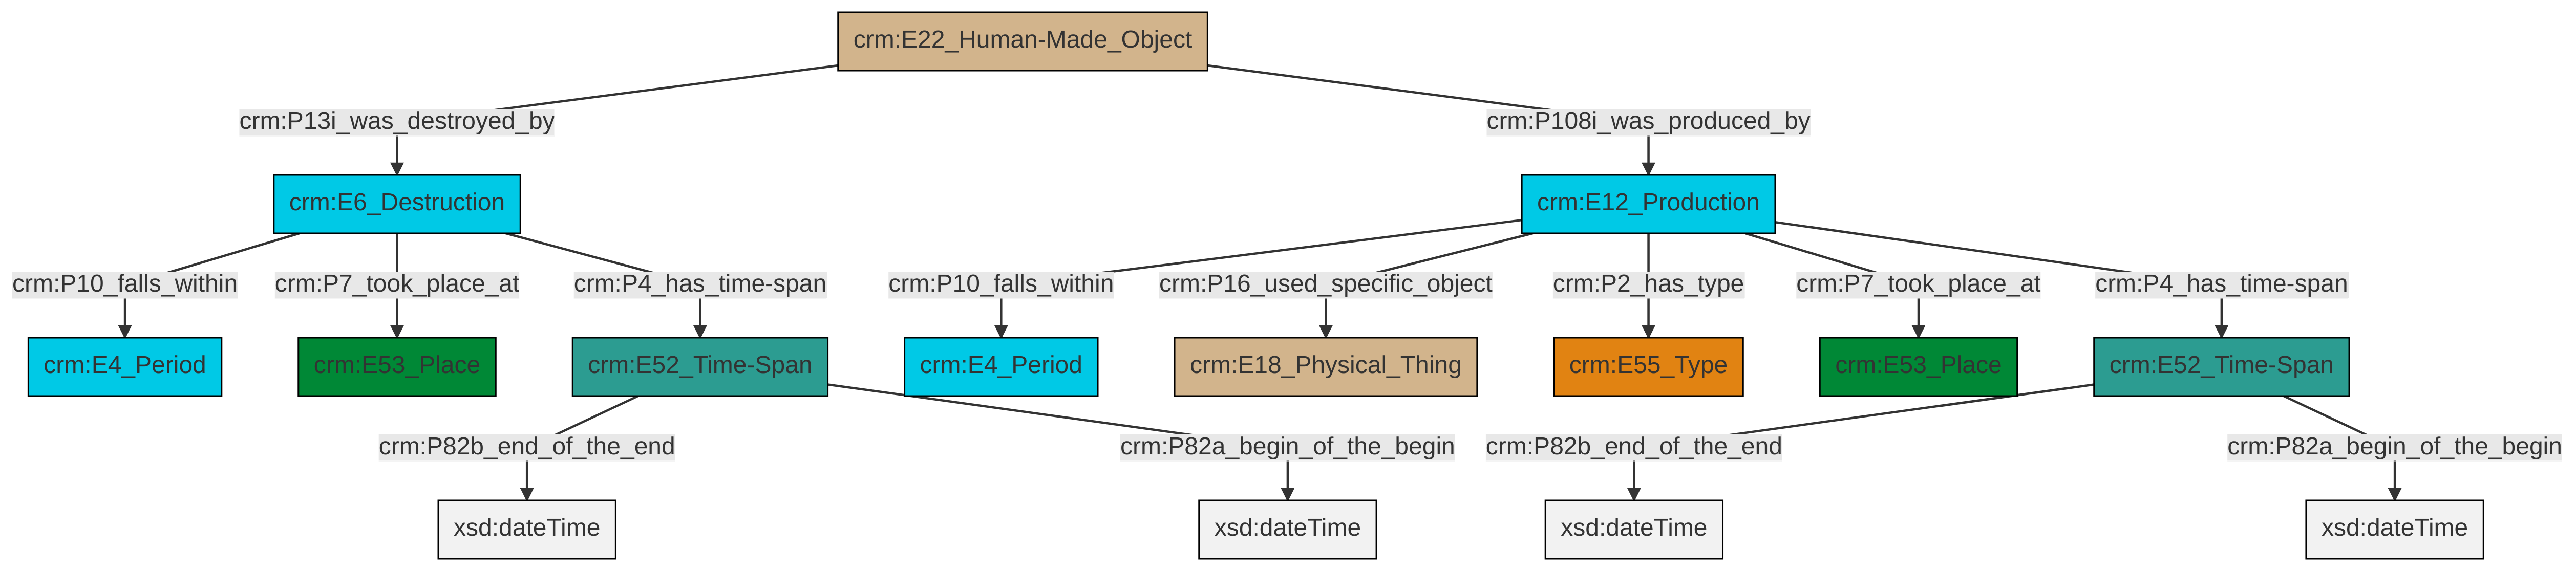 crm:E22_Human-Made_Object
crm:P13i_was_destroyed_by
crm:P108i_was_produced_by
crm:E6_Destruction
crm:E12_Production
crm:P10_falls_within
crm:P7_took_place_at
crm:P4_has_time-span
crm:P10_falls_within
crm:P16_used_specific_object
crm:P2_has_type
crm:P7_took_place_at
crm:P4_has_time-span
crm:E4_Period
crm:E53_Place
crm:E52_Time-Span
crm:E4_Period
crm:E18_Physical_Thing
crm:E55_Type
crm:E53_Place
crm:E52_Time-Span
crm:P82b_end_of_the_end
crm:P82a_begin_of_the_begin
crm:P82b_end_of_the_end
crm:P82a_begin_of_the_begin
xsd:dateTime
xsd:dateTime
xsd:dateTime
xsd:dateTime